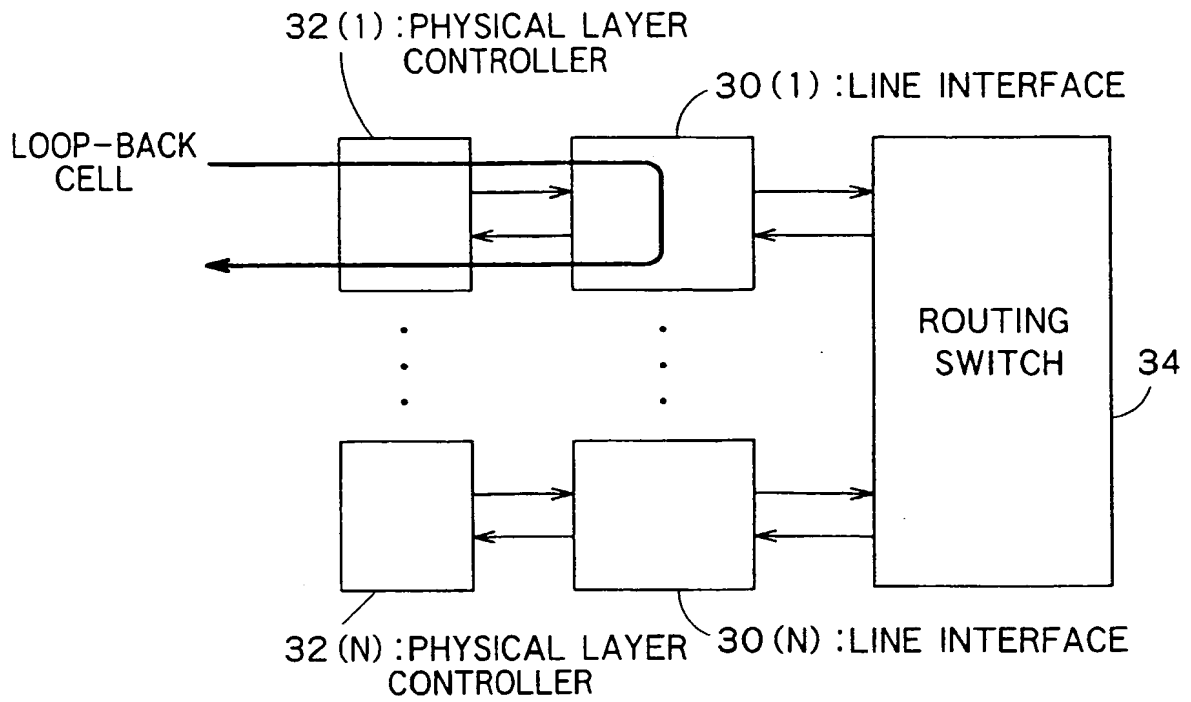 32(1):PHYSICAL LAYER
CONTROLLER
30(1):LINE INTERFACE
LOOP-BACK
CELL
ROUTING
SWITCH
34
32(N):PHYSICAL LAYER
CONTROLLER
30(N):LINE INTERFACE